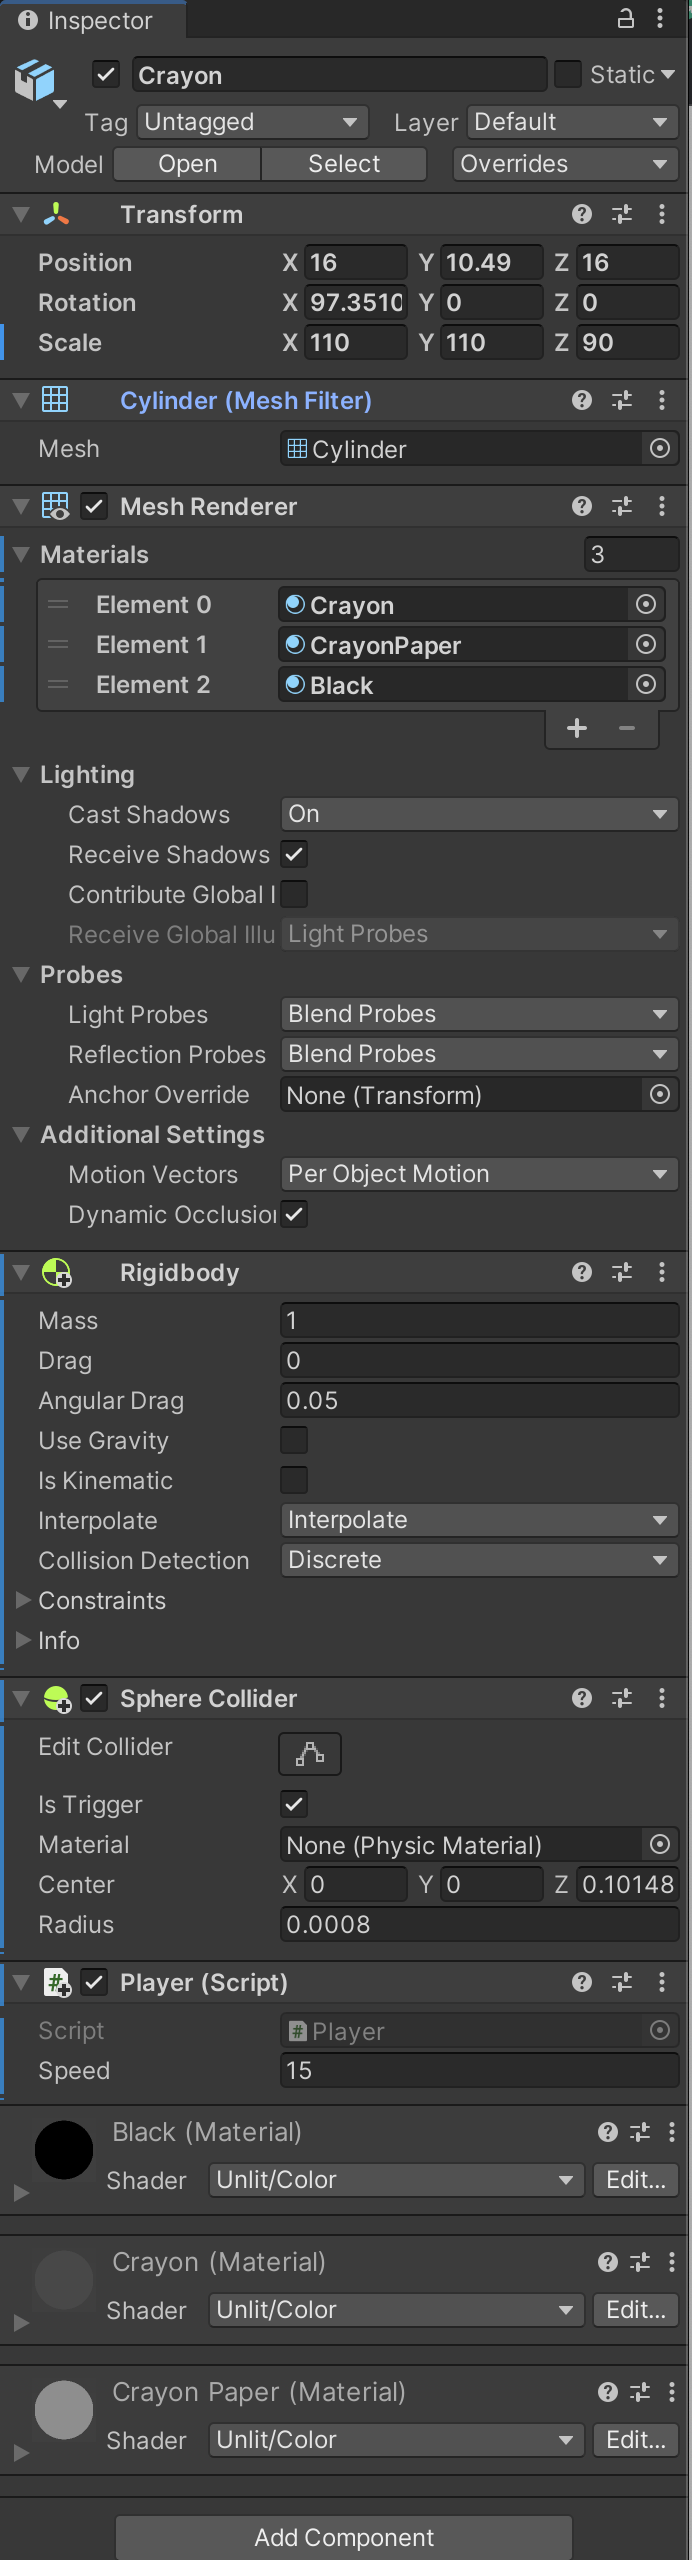 Inspector
Crayon Static
Tag Untagged Layer Default
Model Open Select Overrides
Transform
Position X 16 Y 10.49 Z 16
Rotation X 97.3510 Y 0 Z 0
Scale X 110 Y 110 Z 90
Cylinder (Mesh Filter)
Mesh Cylinder
Mesh Renderer
Materials 3
Element 0 Crayon
Element 1 CrayonPaper
Element 2 Black
Lighting
Cast Shadows On
Receive Shadows
Contribute Global I
Receive Global Illu Light Probes
Probes
Light Probes Blend Probes
Reflection Probes Blend Probes
Anchor Override None (Transform)
Additional Settings
Motion Vectors Per Object Motion
Dynamic Occlusion
Rigidbody
Mass 1
Drag 0
Angular Drag 0.05
Use Gravity
Is Kinematic
Interpolate Interpolate
Collision Detection Discrete
Constraints
Info
Sphere Collider
Edit Collider
Is Trigger
Material None (Physic Material)
Center X 0 Y 0 Z 0.10148
Radius 0.0008
# Player (Script)
Script # Player
Speed 15
Black (Material)
Shader Unlit/Color Edit...
Crayon (Material)
Shader Unlit/Color Edit...
Crayon Paper (Material)
Shader Unlit/Color Edit...
Add Component